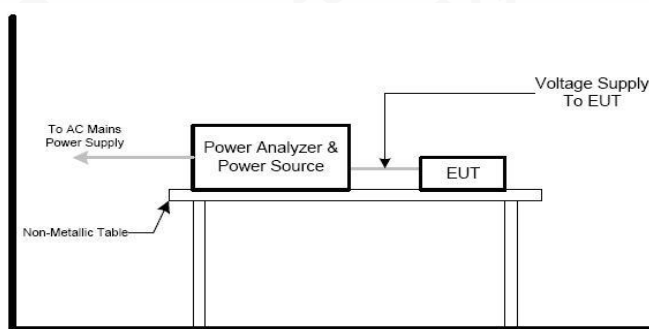 Voltage Supply
To EUT
To AC Mains
Power Supply
Power Analyzer &
Power Source
EUT
Non-Metallic Table